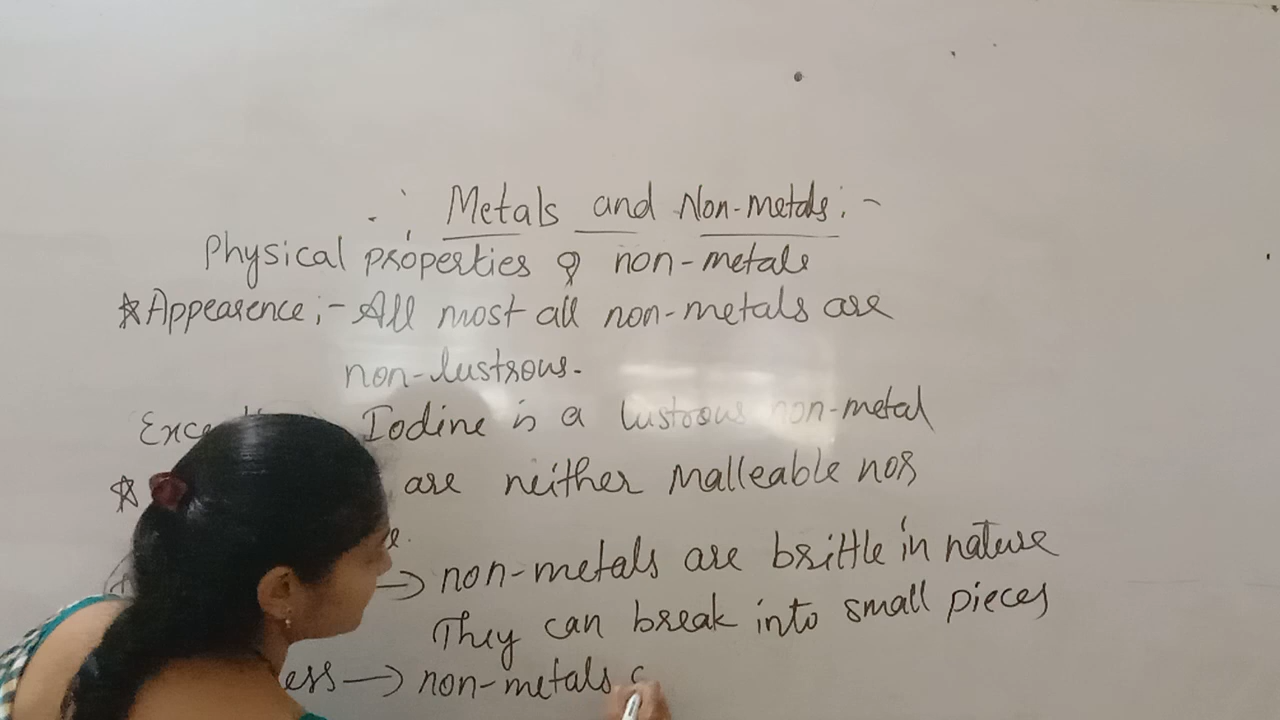 Metals and Non-metals:-
Physical properties of non-metals
* Appearence:- All most all non-metals are
non-lustrous.
Iodine is a lustrous non-metal
* are neither Malleable nor
→ non-metals are brittle in nature
They can break into small pieces
→ non-metals